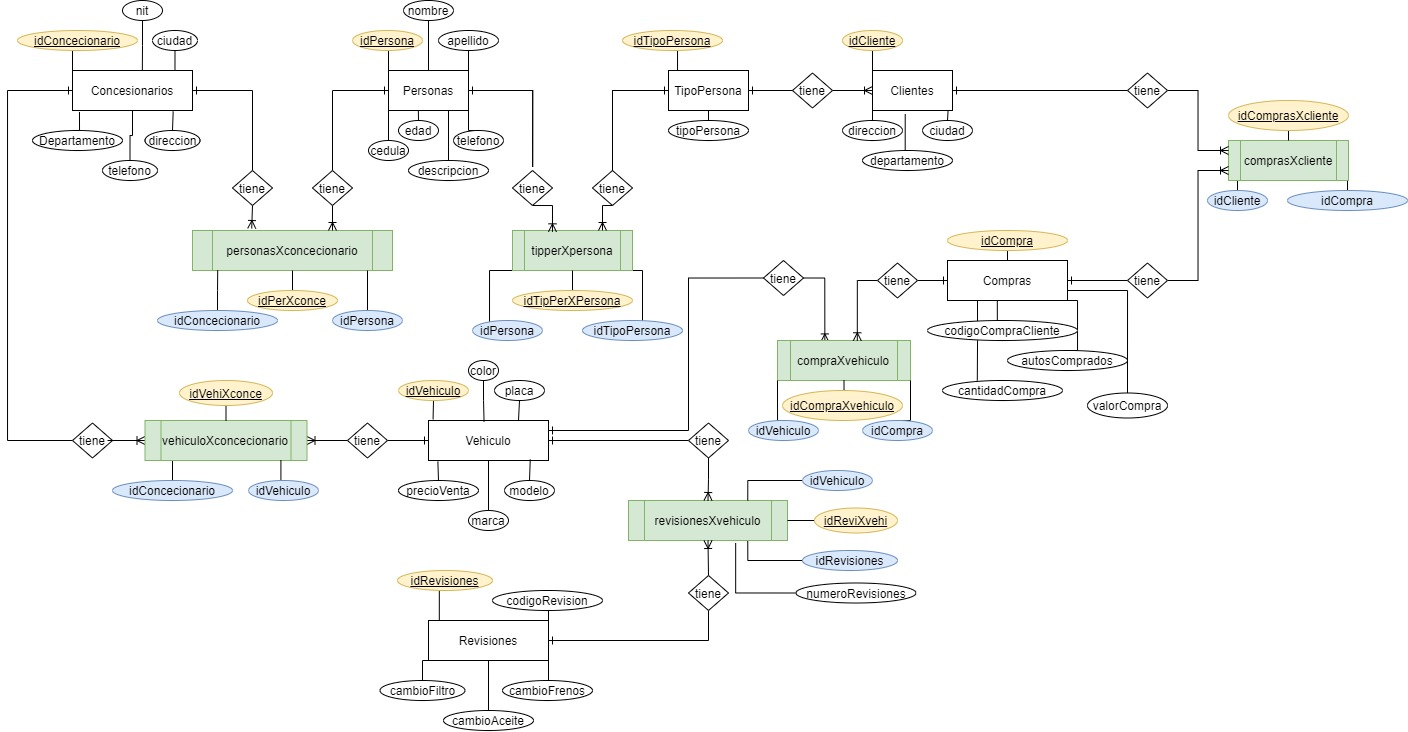 nit
nombre
idConcecionario
ciudad
idPersona
apellido
idTipoPersona
idCliente
Concesionarios
Personas
TipoPersona
tiene
Clientes
tiene
idComprasXcliente
Departamento
direccion
edad
telefono
tipoPersona
direccion
ciudad
cedula
telefono
descripcion
departamento
comprasXcliente
tiene
tiene
tiene
tiene
idCliente
idCompra
personasXconcecionario
tipperXpersona
idCompra
tiene
tiene
Compras
tiene
idPerXconce
idTipPerXPersona
idConcecionario
idPersona
idPersona
idTipoPersona
codigoCompraCliente
compraXvehiculo
autosComprados
color
idVehiXconce
idVehiculo
placa
cantidadCompra
idCompraXvehiculo
valorCompra
idVehiculo
idCompra
tiene
vehiculoXconcecionario
tiene
Vehiculo
tiene
idConcecionario
idVehiculo
precioVenta
modelo
idVehiculo
marca
revisionesXvehiculo
idReviXvehi
idRevisiones
idRevisiones
codigoRevision
tiene
numeroRevisiones
Revisiones
cambioFiltro
cambioFrenos
cambioAceite